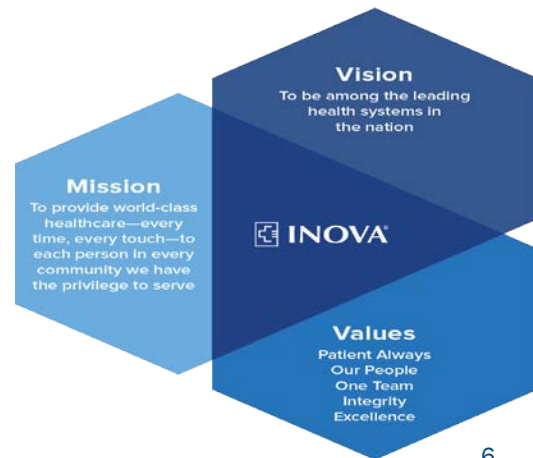 Vision
To be among the leading
health systems in
the nation
Mission
To provide world-class
healthcare—every
time, every touch—to
each person in every
community we have
the privilege to serve
INOVA
Values
Patient Always
Our People
One Team
Integrity
Excellence
6